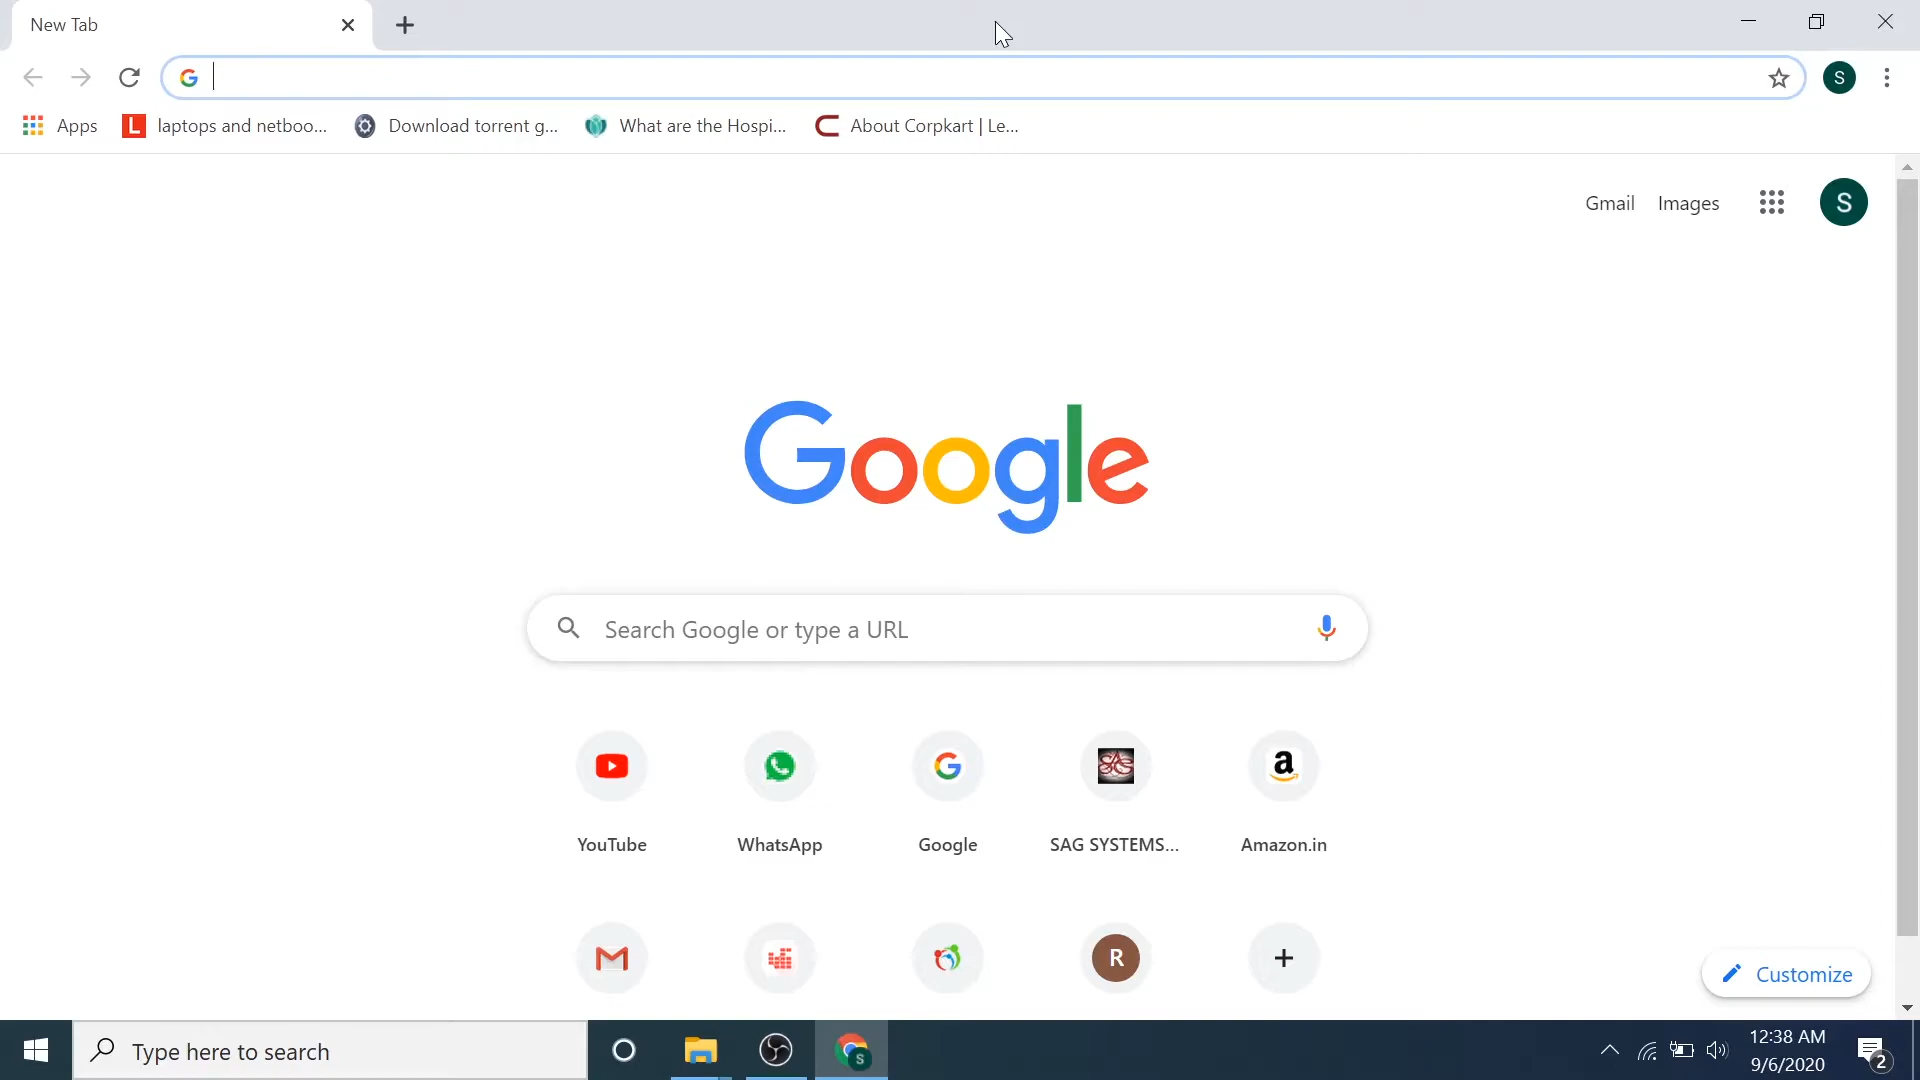 New Tab
S
Apps
L
laptops and netboo...
Download torrent g...
What are the Hospi...
About Corpkart | Le...
Gmail
Images
S
Google
Search Google or type a URL
YouTube
WhatsApp
Google
SAG SYSTEMS...
Amazon.in
R
Customize
Type here to search
S
12:38 AM
9/6/2020
2